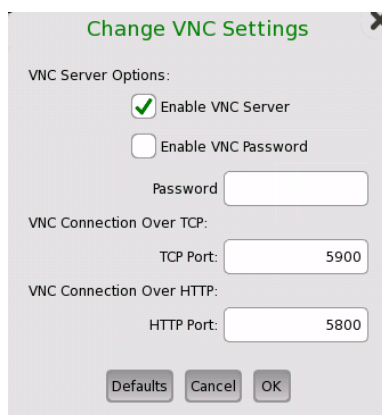 Change VNC Settings
VNC Server Options:
Enable VNC Server
Enable VNC Password
Password
VNC Connection Over TCP:
TCP Port: 5900
VNC Connection Over HTTP:
HTTP Port: 5800
Defaults Cancel OK